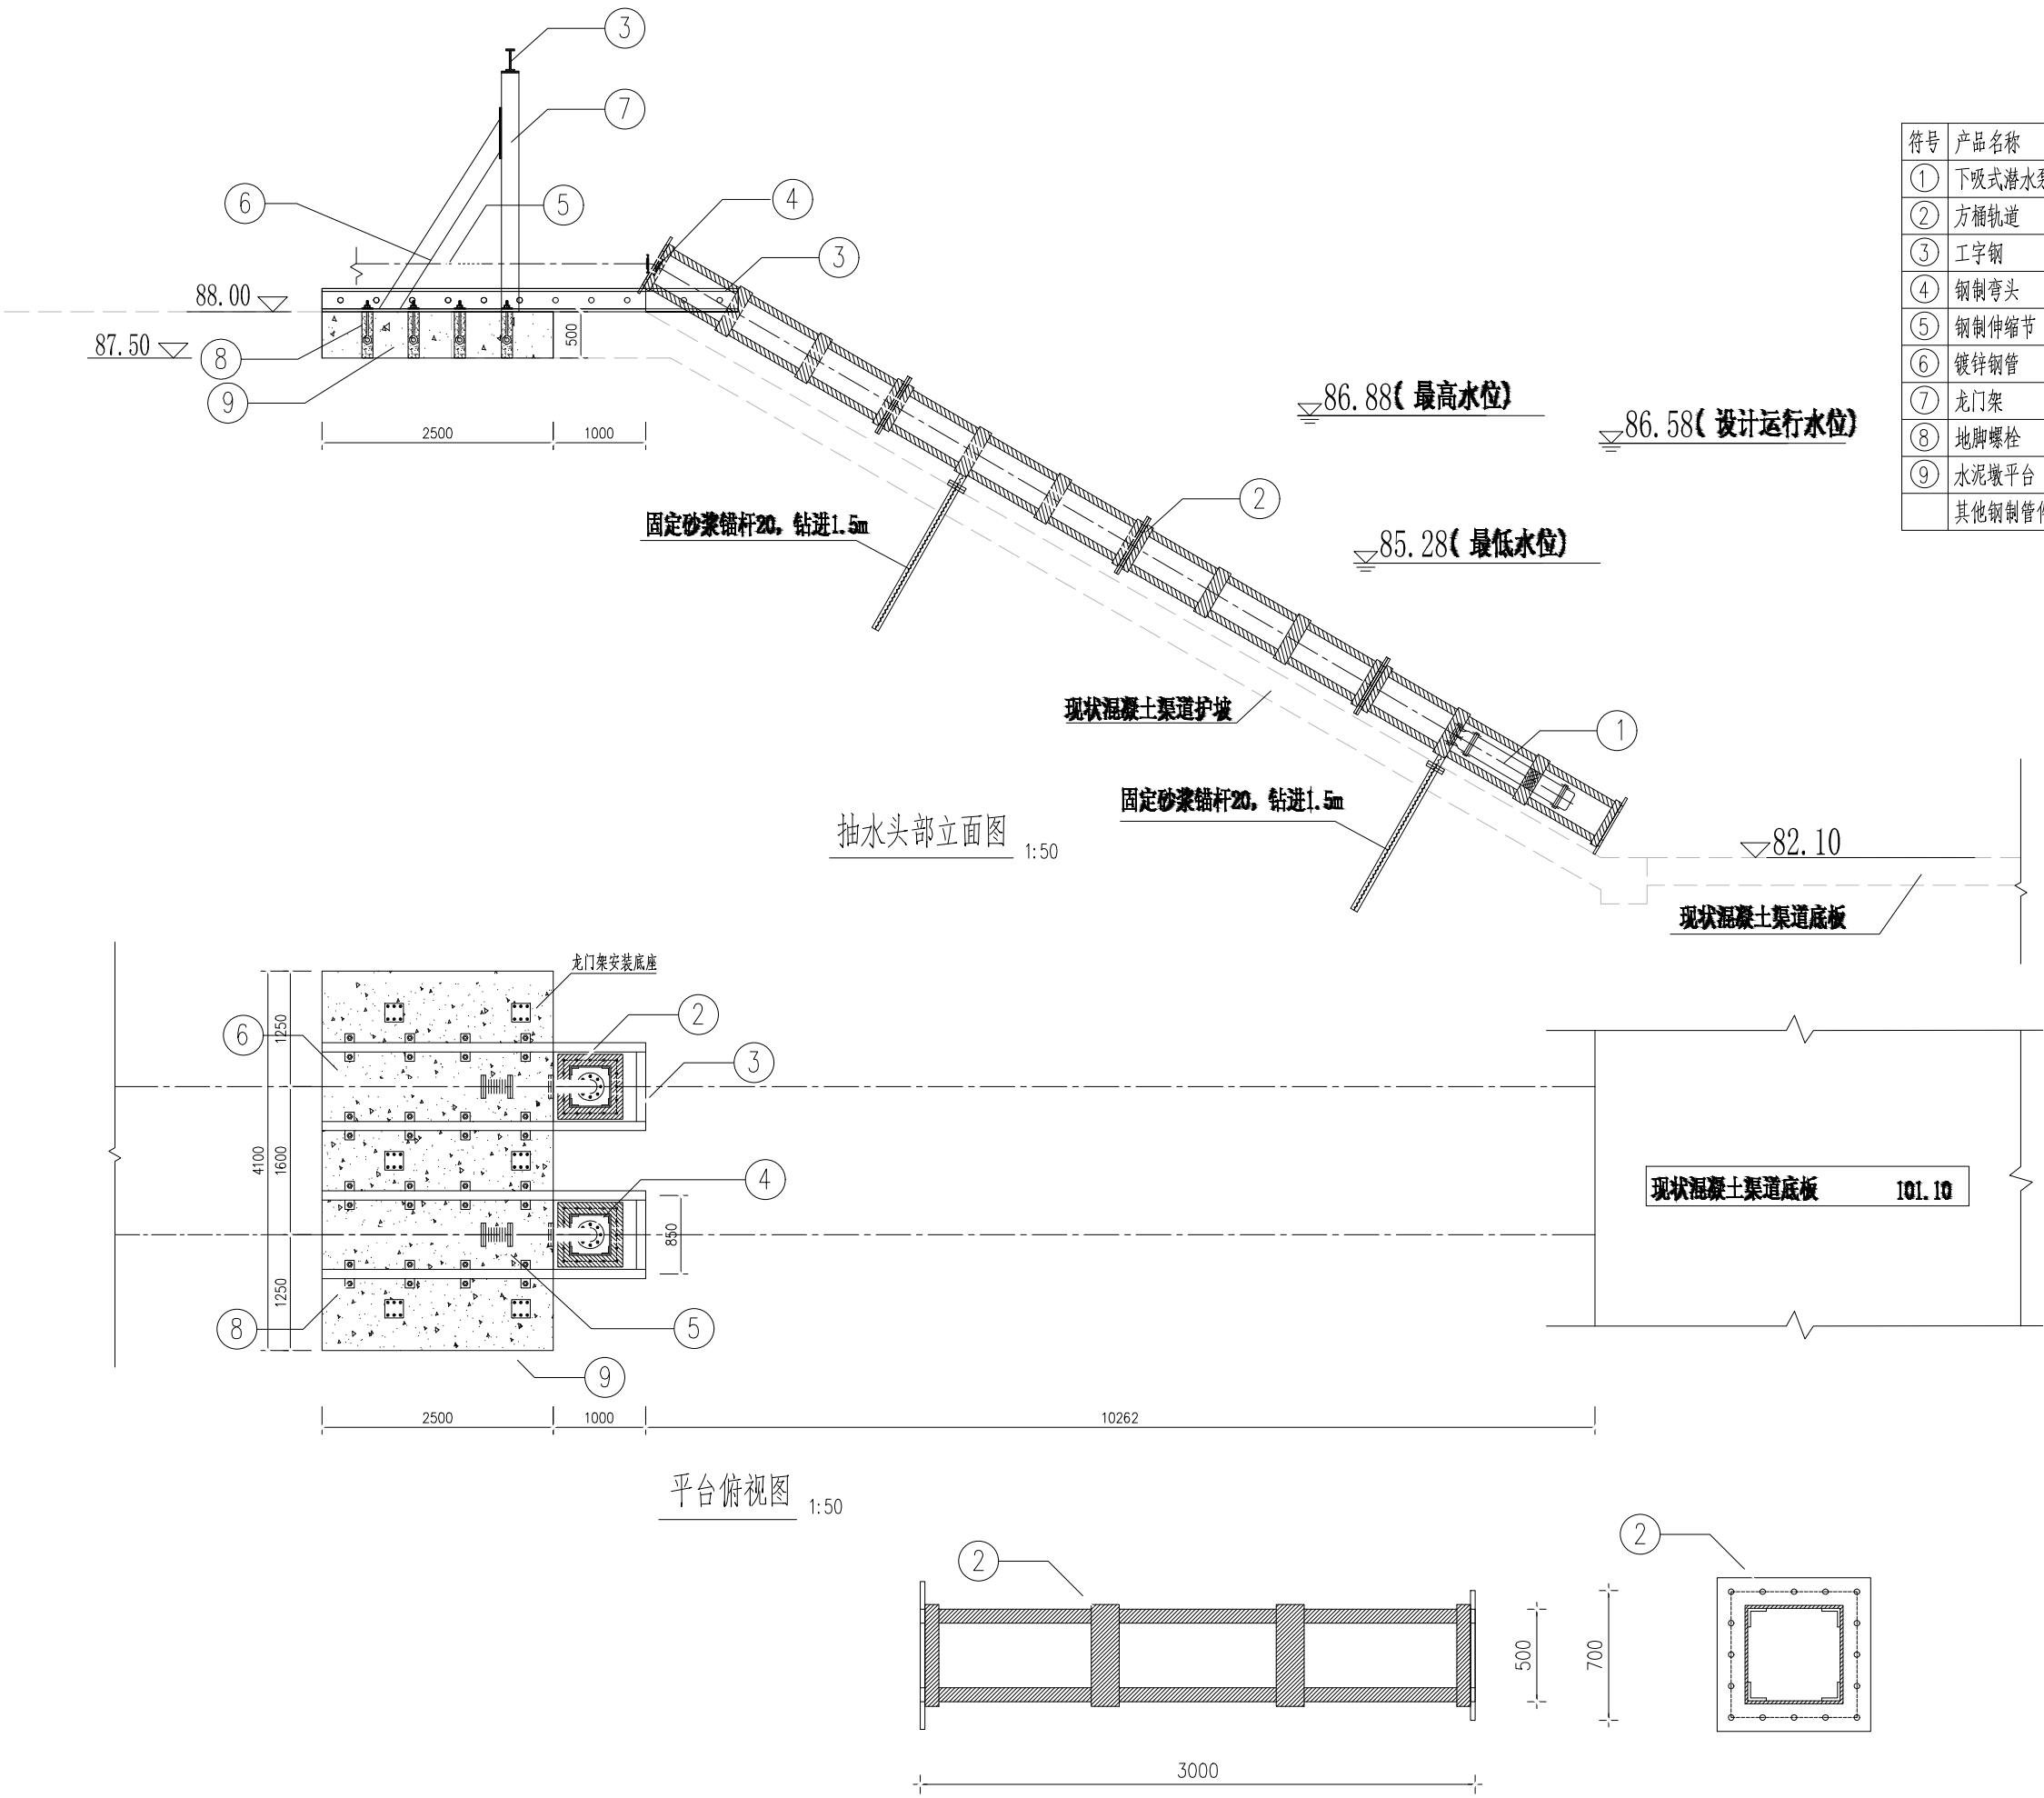 ③
⑦
⑥
⑤
④
③
88.00
87.50
⑧
⑨
500
2500
1000
86.88( 最高水位)
86.58( 设计运行水位)
②
固定砂浆锚杆20, 钻进1.5m
85.28( 最低水位)
现状混凝土渠道护坡
①
固定砂浆锚杆20, 钻进1.5m
抽水头部立面图 1:50
82.10
现状混凝土渠道底板
符号 产品名称
① 下吸式潜水泵
② 方桶轨道
③ 工字钢
④ 钢制弯头
⑤ 钢制伸缩节
⑥ 镀锌钢管
⑦ 龙门架
⑧ 地脚螺栓
⑨ 水泥墩平台
其他钢制管件
龙门架安装底座
②
⑥
③
④
⑧
⑤
⑨
1250
4100
1600
1250
850
现状混凝土渠道底板 101.10
2500
1000
10262
平台俯视图 1:50
②
②
500
700
3000